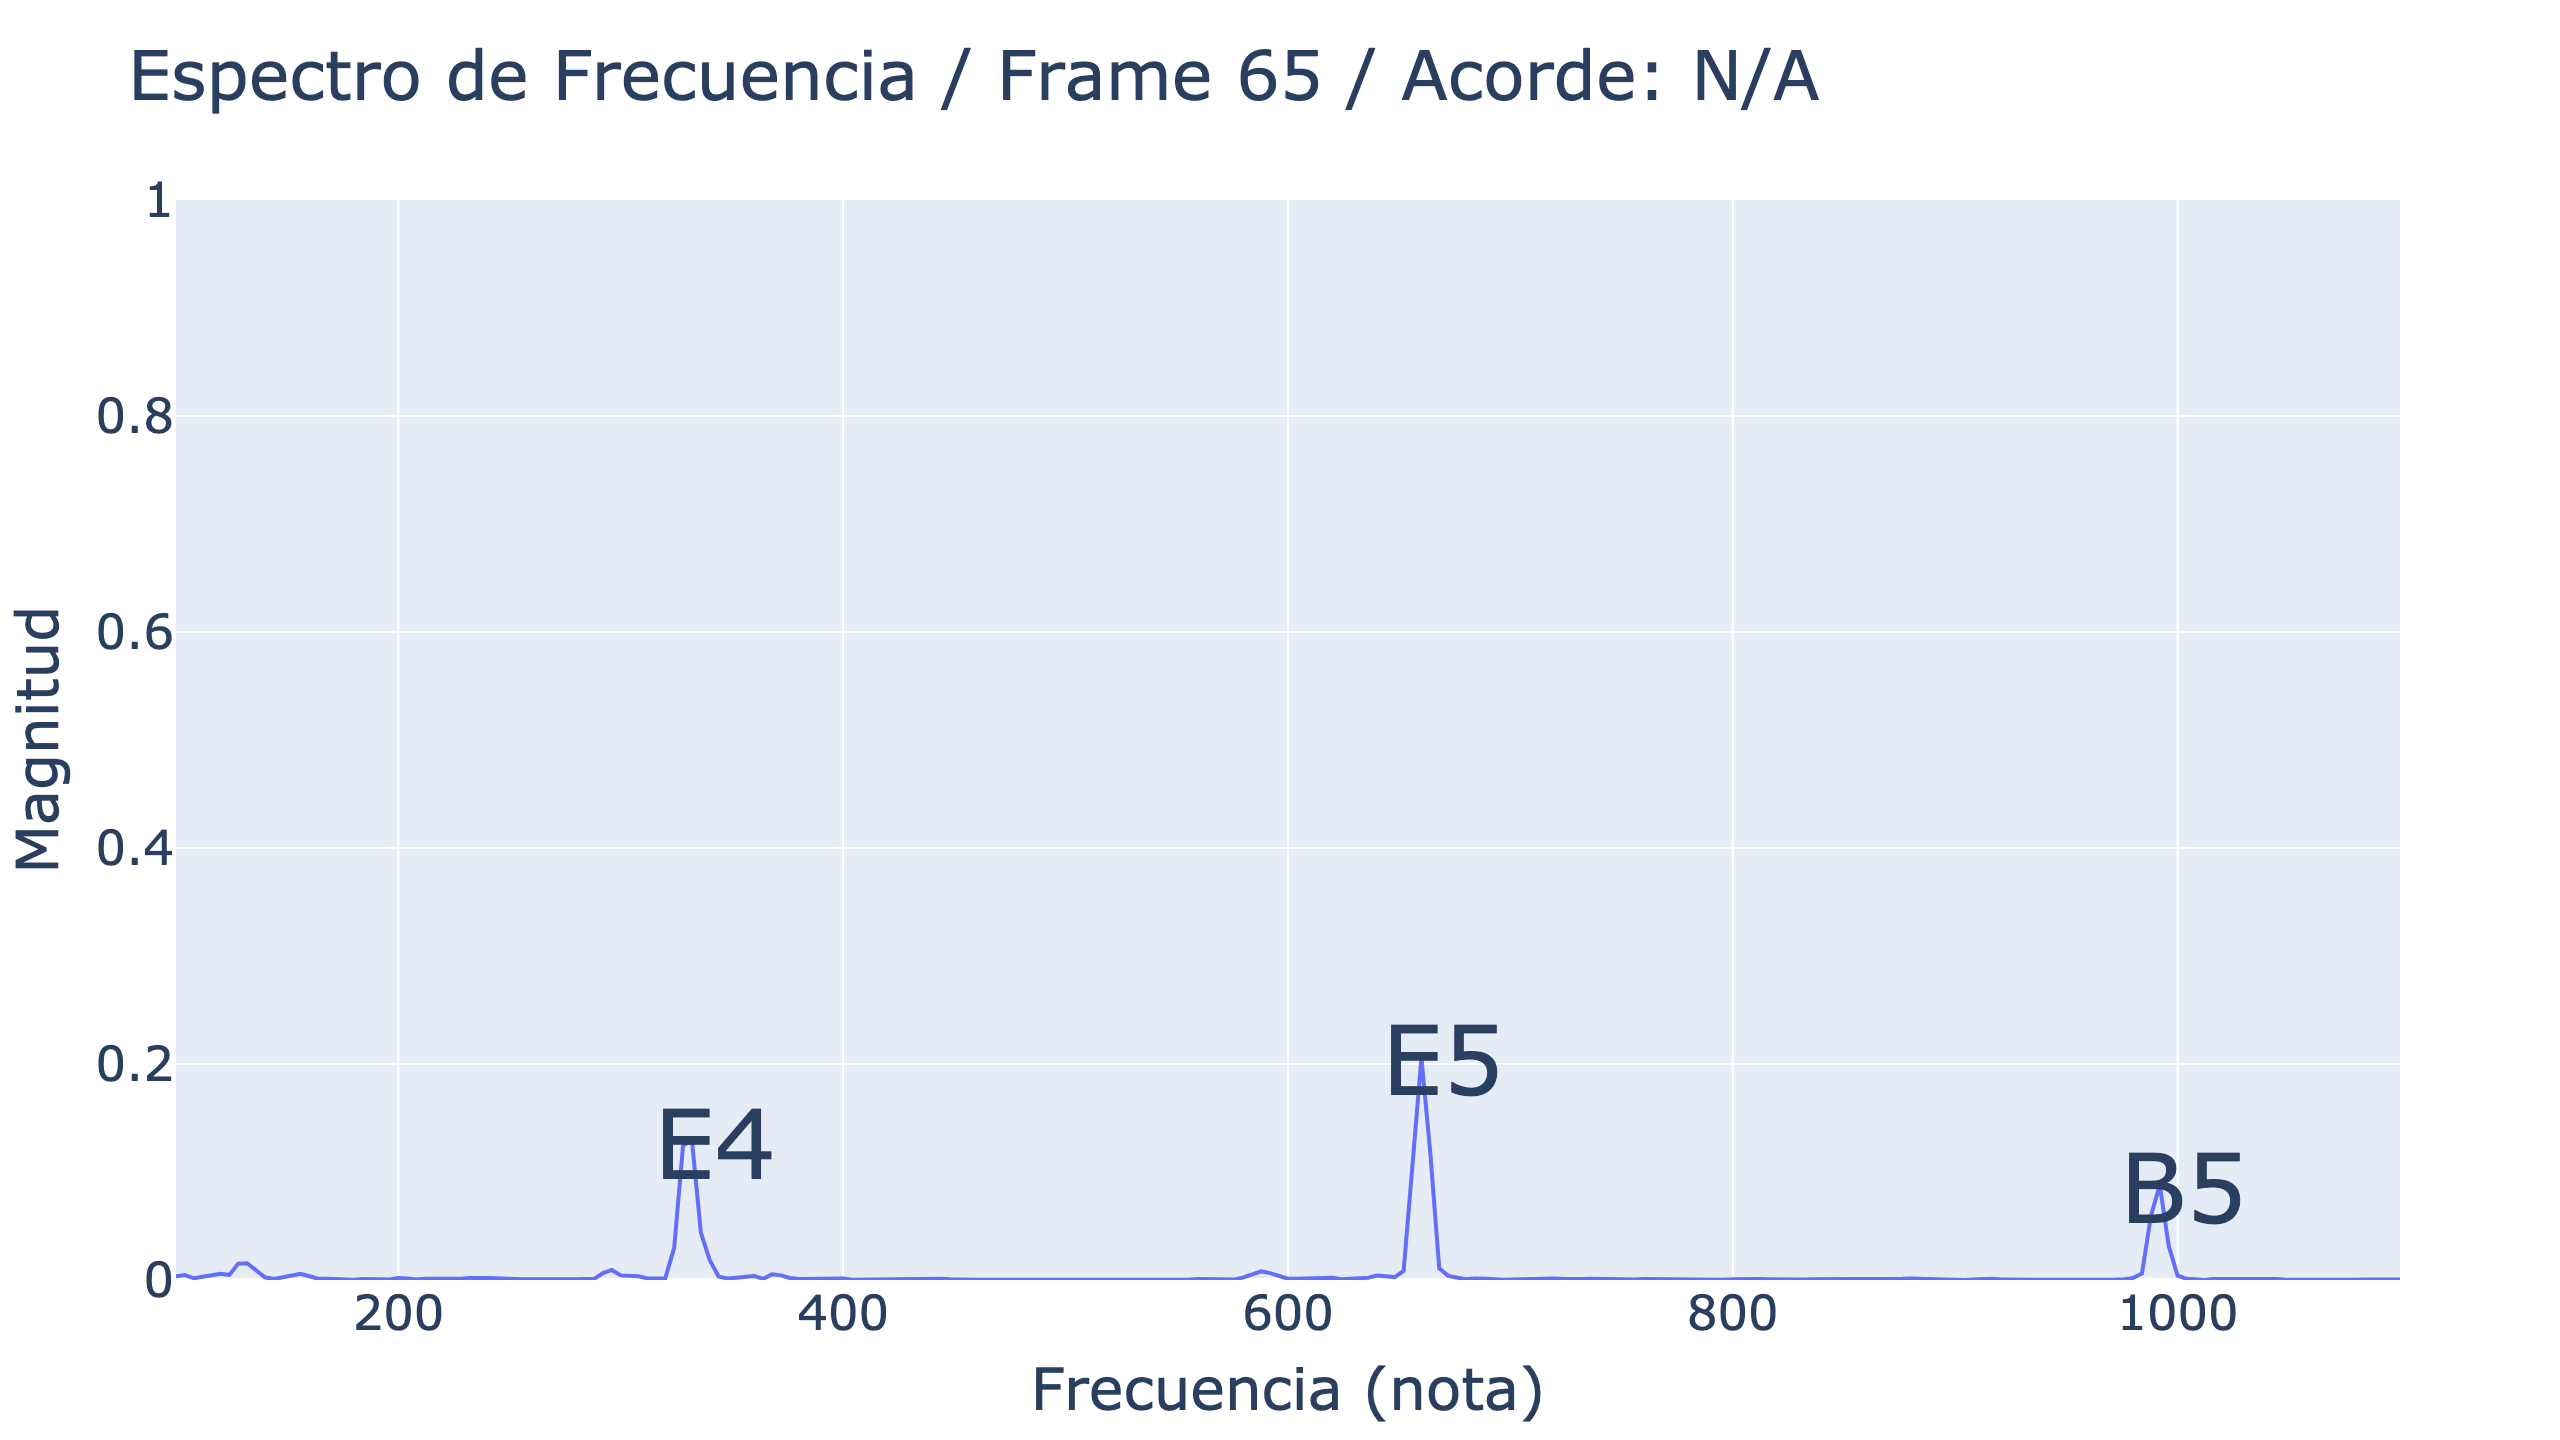 Espectro de Frecuencia / Frame 65 / Acorde: N/A
1
0.8
0.6
0.4
0.2
0
Magnitud
E4
E5
B5
200 400 600 800 1000
Frecuencia (nota)